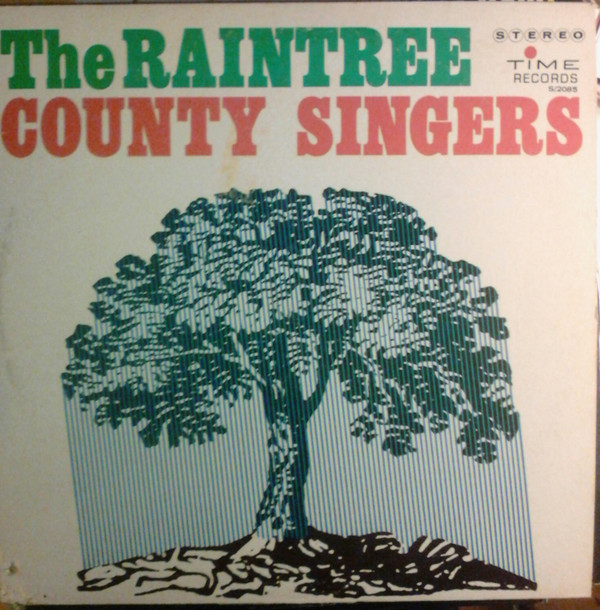 The RAINTREE
COUNTY SINGERS
STEREO
TIME
RECORDS
S/2085